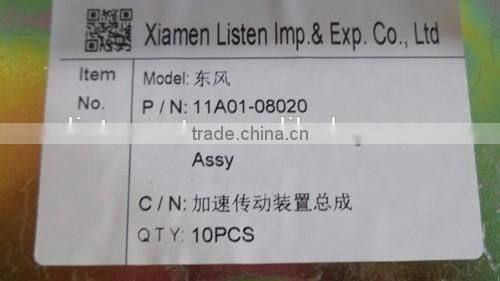 Xiamen Listen Imp.& Exp. Co., Ltd
Item No.
Model: 东风
P / N: 11A01-08020
trade.china.cn
Assy
C / N: 加速传动装置总成
QTY: 10PCS